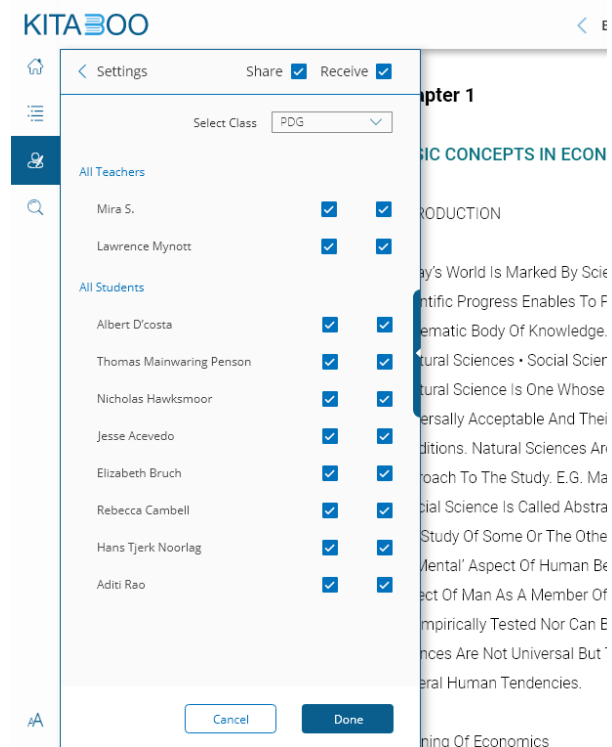 KITABOO
Settings Share Receive
Select Class PDG
All Teachers
Mira S.
Lawrence Mynott
All Students
Albert D'costa
Thomas Mainwaring Penson
Nicholas Hawksmoor
Jesse Acevedo
Elizabeth Bruch
Rebecca Cambell
Hans Tjerk Noorlag
Aditi Rao
Cancel Done
AA
apter 1
SIC CONCEPTS IN ECON
RODUCTION
ay's World Is Marked By Scie
ntific Progress Enables To P
ematic Body Of Knowledge.
tural Sciences • Social Scien
tural Science Is One Whose
ersally Acceptable And Thei
ditions. Natural Sciences Are
roach To The Study. E.G. Ma
cial Science Is Called Abstra
Study Of Some Or The Othe
Mental' Aspect Of Human Be
ect Of Man As A Member Of
mpirically Tested Nor Can B
nces Are Not Universal But
eral Human Tendencies.
ning Of Economics